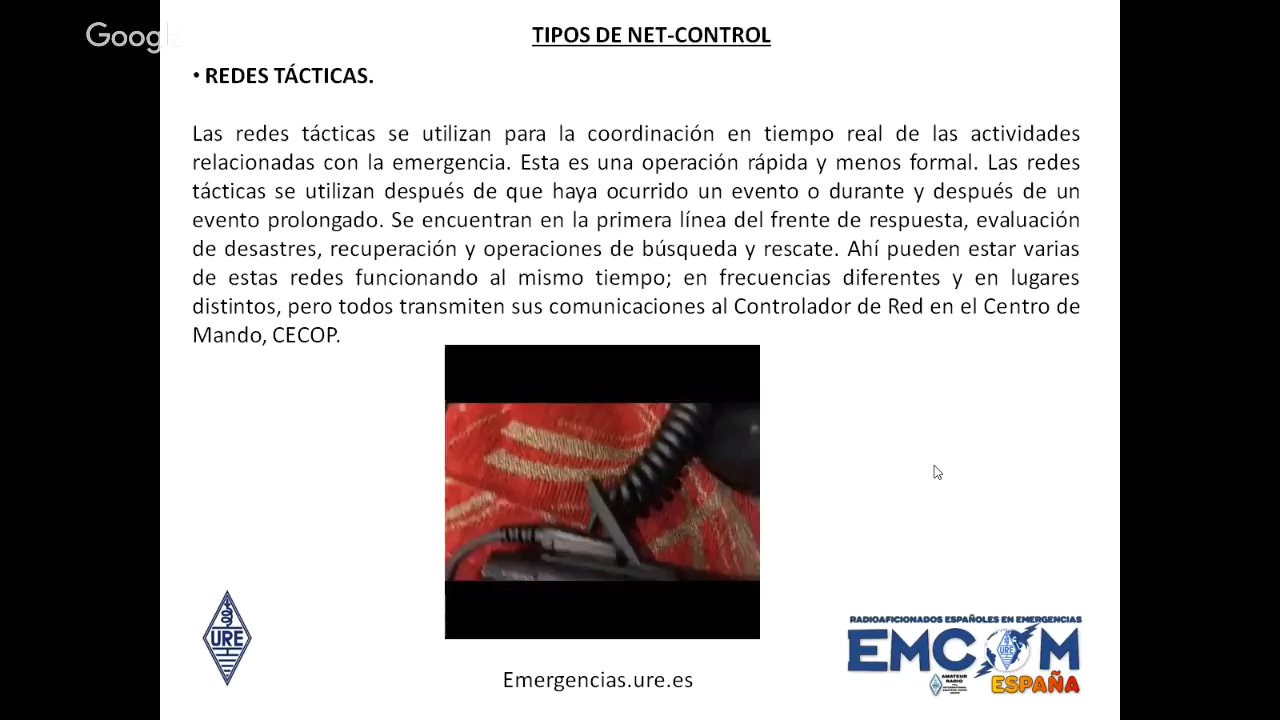 Google
TIPOS DE NET-CONTROL
• REDES TÁCTICAS.
Las redes tácticas se utilizan para la coordinación en tiempo real de las actividades
relacionadas con la emergencia. Esta es una operación rápida y menos formal. Las redes
tácticas se utilizan después de que haya ocurrido un evento o durante y después de un
evento prolongado. Se encuentran en la primera línea del frente de respuesta, evaluación
de desastres, recuperación y operaciones de búsqueda y rescate. Ahí pueden estar varias
de estas redes funcionando al mismo tiempo; en frecuencias diferentes y en lugares
distintos, pero todos transmiten sus comunicaciones al Controlador de Red en el Centro de
Mando, CECOP.
URE
RADIOAFICIONADOS ESPAÑOLES EN EMERGENCIAS
EMCOM
URE
AMATEUR
RADIO
ESPAÑA
Emergencias.ure.es